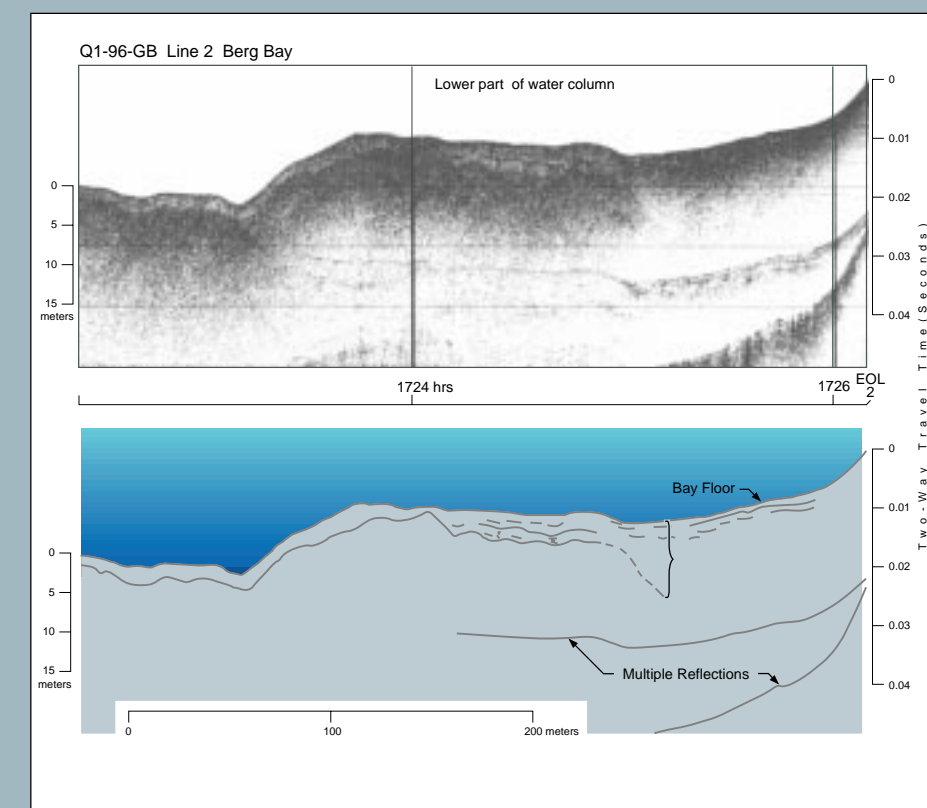 Q1-96-GB Line 2 Berg Bay
Lower part of water column
0
0.01
0.02
0.03
0.04
0
5
10
15
meters
Two-Way Travel Time(Seconds)
1724 hrs
1726
EOL
2
0
0.01
0.02
0.03
0.04
Bay Floor
0
5
10
15
meters
Multiple Reflections
0
100
200 meters